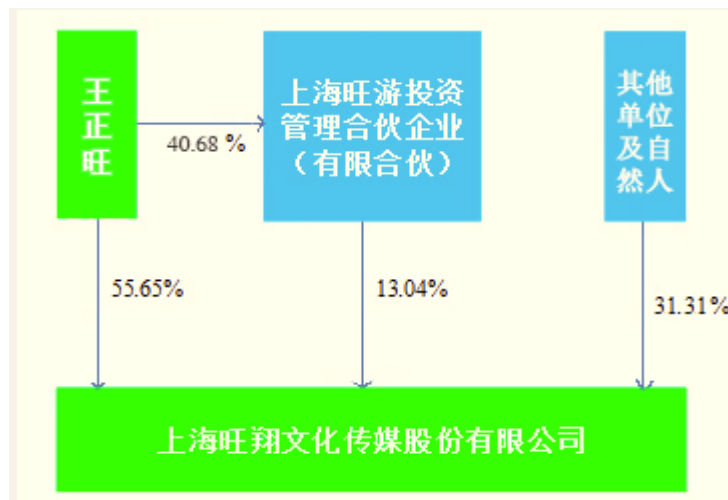 王
正
旺
40.68 %
上海旺游投资
管理合伙企业
（有限合伙）
其他
单位
及自
然人
55.65%
13.04%
31.31%
上海旺翔文化传媒股份有限公司